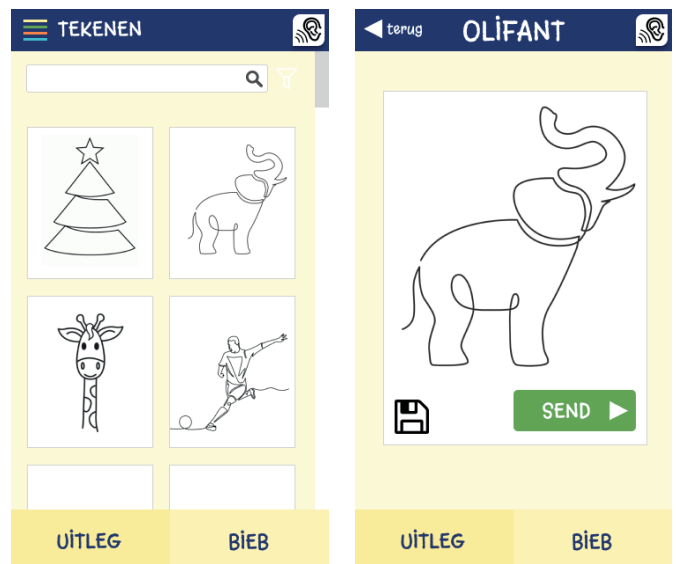 TEKENEN
UITLEG
BIEB
terug
OLIFANT
SEND
UITLEG
BIEB